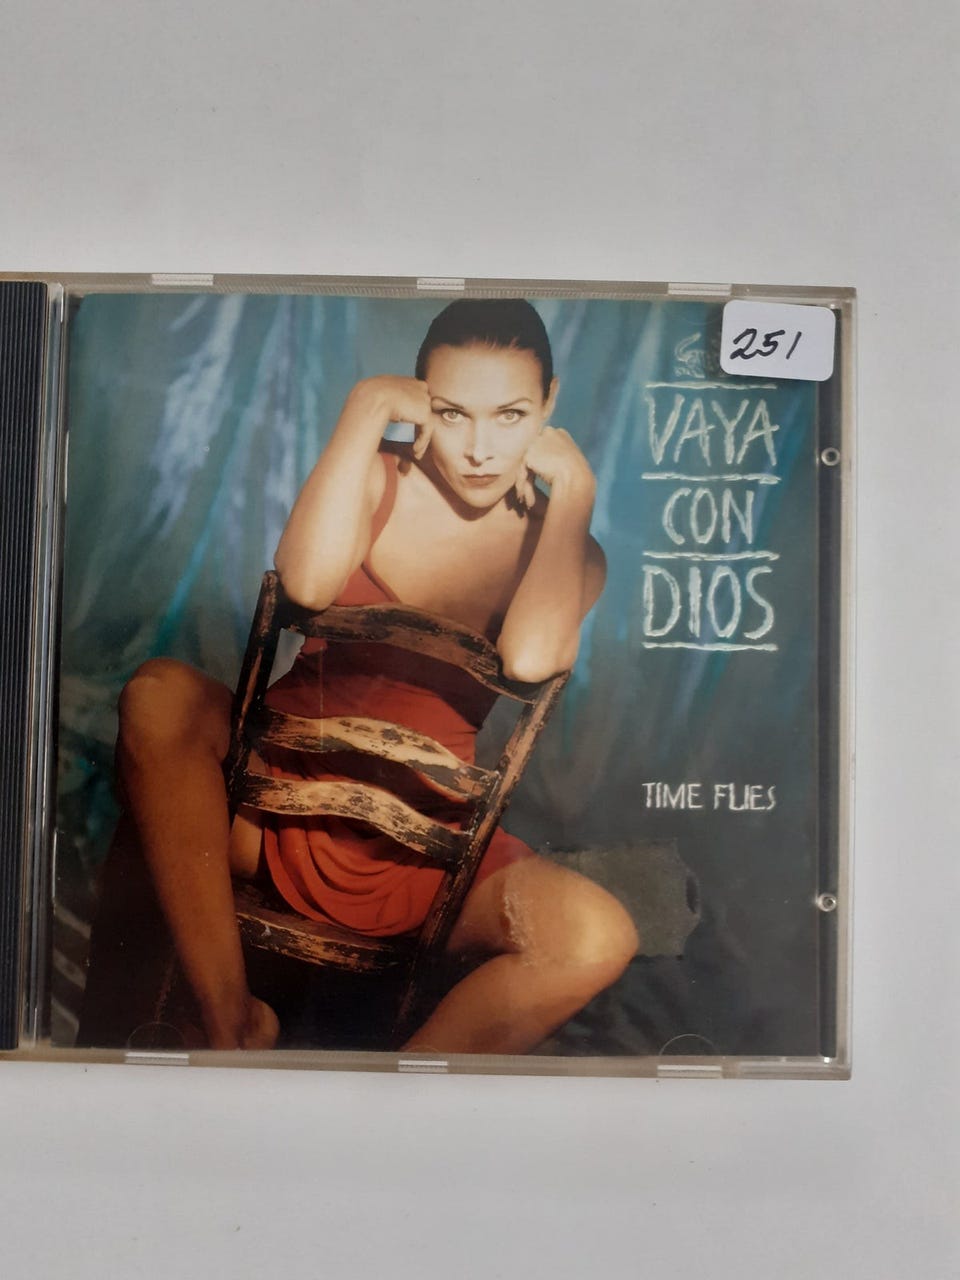 251
VAYA
CON
DIOS
TIME FLIES